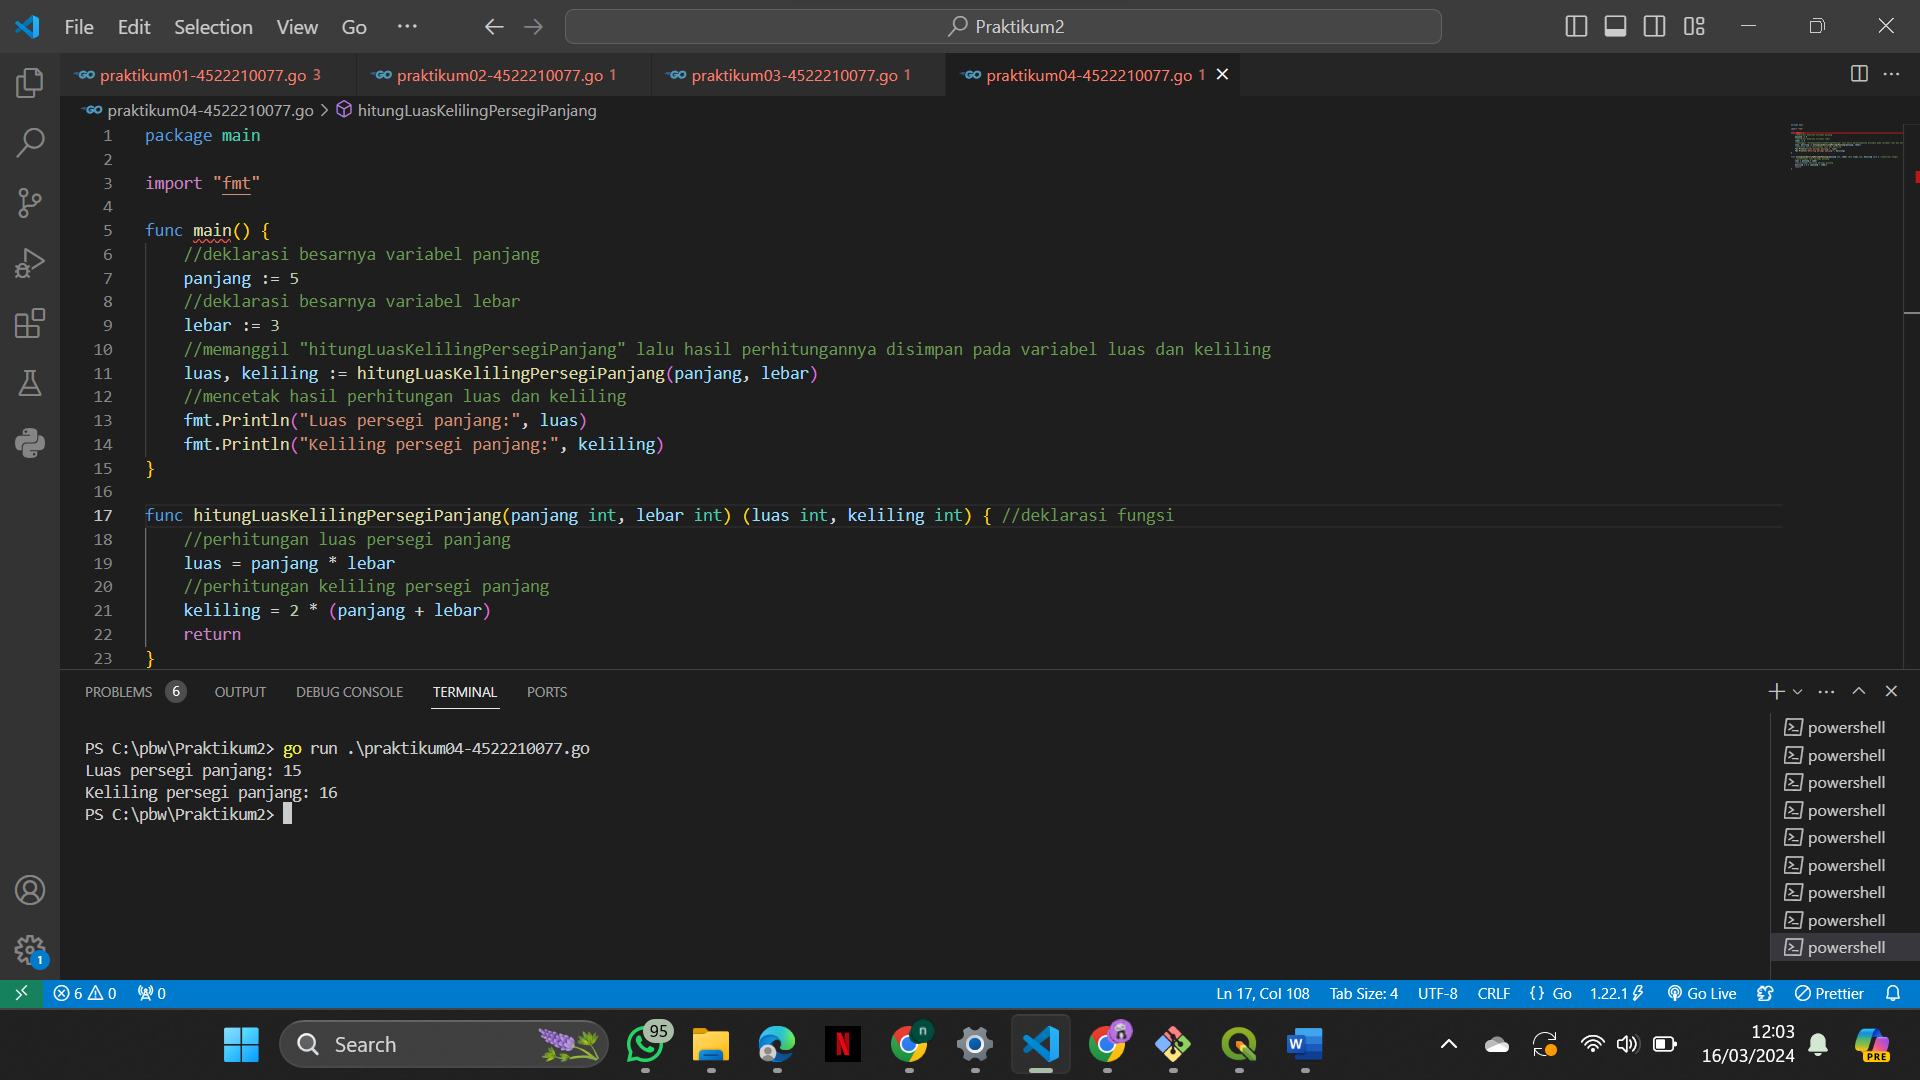 File Edit Selection View Go ··· Praktikum2
praktikum01-4522210077.go 3 praktikum02-4522210077.go 1 praktikum03-4522210077.go 1 praktikum04-4522210077.go 1
praktikum04-4522210077.go > hitungLuasKelilingPersegiPanjang
1 package main
2
3 import "fmt"
4
5 func main() {
6 //deklarasi besarnya variabel panjang
7 panjang := 5
8 //deklarasi besarnya variabel lebar
9 lebar := 3
10 //memanggil "hitungLuasKelilingPersegiPanjang" lalu hasil perhitungannya disimpan pada variabel luas dan keliling
11 luas, keliling := hitungLuasKelilingPersegiPanjang(panjang, lebar)
12 //mencetak hasil perhitungan luas dan keliling
13 fmt.Println("Luas persegi panjang:", luas)
14 fmt.Println("Keliling persegi panjang:", keliling)
15 }
16
17 func hitungLuasKelilingPersegiPanjang(panjang int, lebar int) (luas int, keliling int) { //deklarasi fungsi
18 //perhitungan luas persegi panjang
19 luas = panjang * lebar
20 //perhitungan keliling persegi panjang
21 keliling = 2 * (panjang + lebar)
22 return
23 }
PROBLEMS 6 OUTPUT DEBUG CONSOLE TERMINAL PORTS
PS C:\pbw\Praktikum2> go run .\praktikum04-4522210077.go
Luas persegi panjang: 15
Keliling persegi panjang: 16
PS C:\pbw\Praktikum2>
powershell
powershell
powershell
powershell
powershell
powershell
powershell
powershell
powershell
1
6 0 0 Ln 17, Col 108 Tab Size: 4 UTF-8 CRLF {} Go 1.22.1 Go Live Prettier
Search 95 n N W 12:03
16/03/2024 PRE